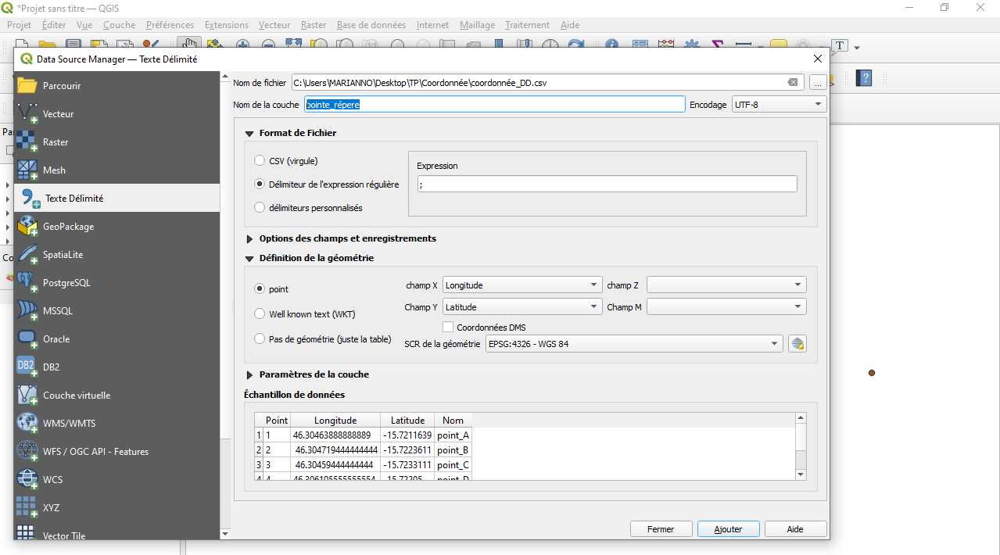 *Projet sans titre — QGIS
Projet Éditer Vue Couche Préférences Extensions Vecteur Raster Base de données Internet Maillage Traitement Aide
Data Source Manager — Texte Délimité
Parcourir
Vecteur
Raster
Mesh
Texte Délimité
GeoPackage
SpatiaLite
PostgreSQL
MSSQL
Oracle
DB2
Couche virtuelle
WMS/WMTS
WFS / OGC API - Features
WCS
XYZ
Vector Tile
Nom de fichier C:\Users\MARIANNO\Desktop\TP\Coordonnée\coordonnée_DD.csv ...
Nom de la couche pointe_répere Encodage UTF-8
Format de Fichier
CSV (virgule)
Délimiteur de l'expression régulière
délimiteurs personnalisés
Expression
;
Options des champs et enregistrements
Définition de la géométrie
point
Well known text (WKT)
Pas de géométrie (juste la table)
champ X Longitude champ Z
Champ Y Latitude Champ M
Coordonnées DMS
SCR de la géométrie EPSG:4326 - WGS 84
Paramètres de la couche
Échantillon de données
Point Longitude Latitude Nom
1 1 46.30463888888889 -15.7211639 point_A
2 2 46.304719444444444 -15.7223611 point_B
3 3 46.30459444444444 -15.7233111 point_C
4 4 46.306105555555554 -15.72205 point_D
Fermer Ajouter Aide